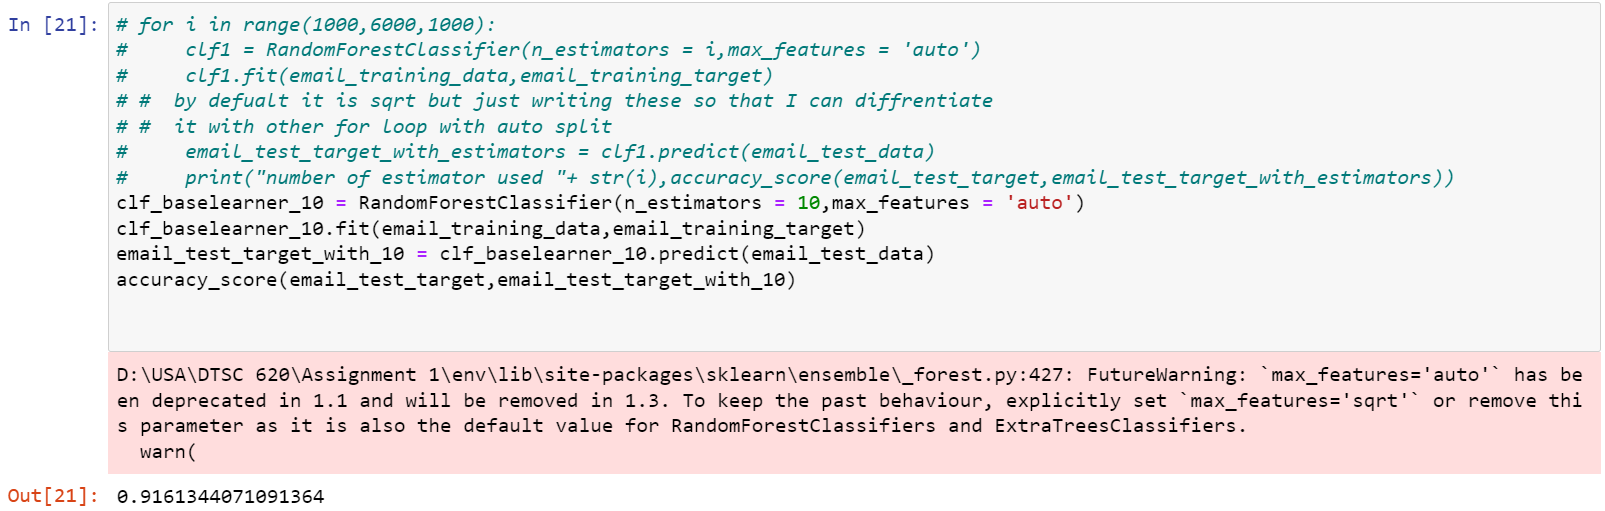 In [21]: # for i in range(1000,6000,1000):
#     clf1 = RandomForestClassifier(n_estimators = i,max_features = 'auto')
#     clf1.fit(email_training_data,email_training_target)
# #  by defualt it is sqrt but just writing these so that I can diffrentiate
# #  it with other for loop with auto split
#     email_test_target_with_estimators = clf1.predict(email_test_data)
#     print("number of estimator used "+ str(i),accuracy_score(email_test_target,email_test_target_with_estimators))
clf_baselearner_10 = RandomForestClassifier(n_estimators = 10,max_features = 'auto')
clf_baselearner_10.fit(email_training_data,email_training_target)
email_test_target_with_10 = clf_baselearner_10.predict(email_test_data)
accuracy_score(email_test_target,email_test_target_with_10)
D:\USA\DTSC 620\Assignment 1\env\lib\site-packages\sklearn\ensemble\_forest.py:427: FutureWarning: `max_features='auto'` has be
en deprecated in 1.1 and will be removed in 1.3. To keep the past behaviour, explicitly set `max_features='sqrt'` or remove thi
s parameter as it is also the default value for RandomForestClassifiers and ExtraTreesClassifiers.
  warn(
Out[21]: 0.9161344071091364